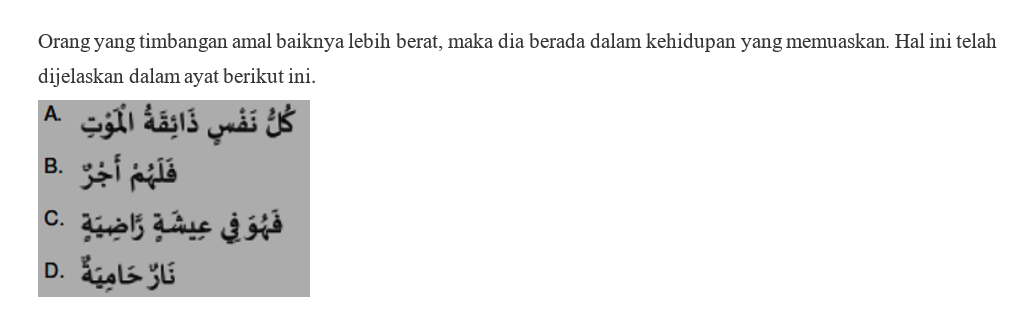 Orang yang timbangan amal baiknya lebih berat, maka dia berada dalam kehidupan yang memuaskan. Hal ini telah
dijelaskan dalam ayat berikut ini.
A. كُلُّ نَفْسٍ ذَائِقَةُ الْمَوْتِ
B. فَلَهُمْ أَجْرٌ
C. فَهُوَ فِي عِيشَةٍ رَّاضِيَةٍ
D. نَارٌ حَامِيَةٌ